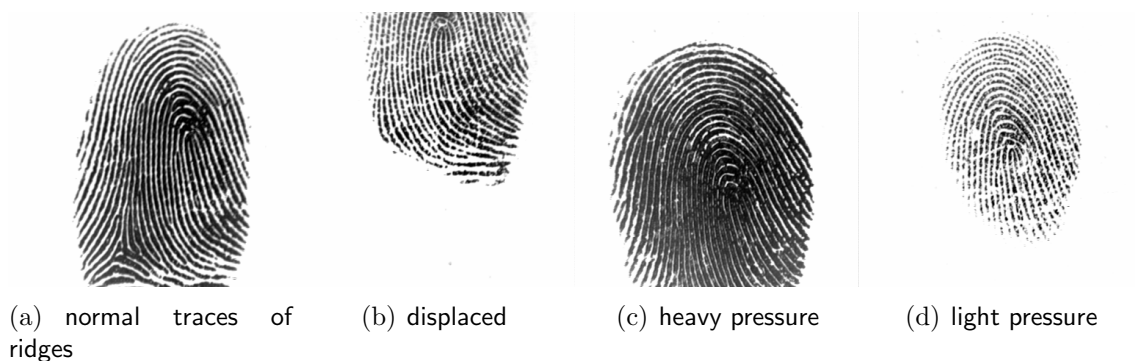 (a) normal traces of
ridges
(b) displaced
(c) heavy pressure
(d) light pressure